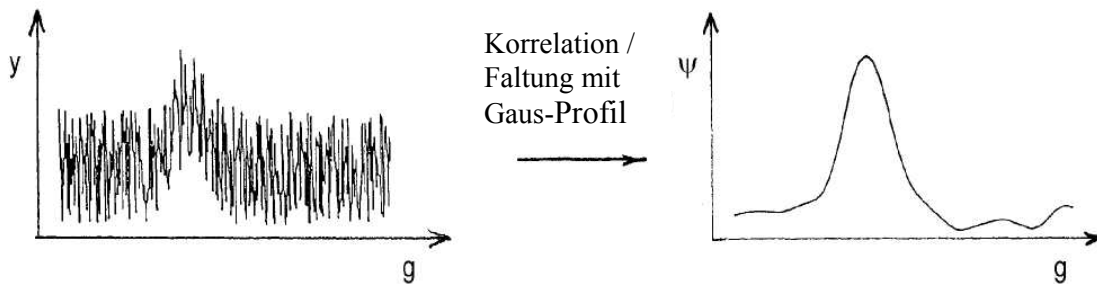 y
g
Korrelation /
Faltung mit
Gaus-Profil
ψ
g